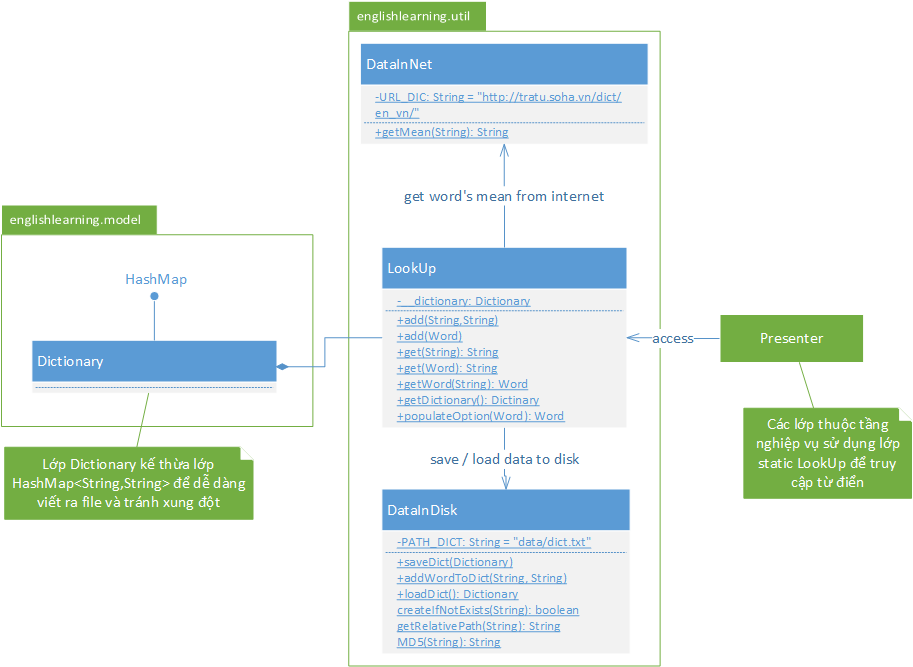 englishlearning.util
DataInNet
-URL_DIC: String = "http://tratu.soha.vn/dict/
en_vn/"
+getMean(String): String
get word's mean from internet
englishlearning.model
HashMap
Dictionary
Lớp Dictionary kế thừa lớp
HashMap<String,String> để dễ dàng
viết ra file và tránh xung đột
LookUp
-__dictionary: Dictionary
+add(String,String)
+add(Word)
+get(String): String
+get(Word): String
+getWord(String): Word
+getDictionary(): Dictinary
+populateOption(Word): Word
access
Presenter
Các lớp thuộc tầng
nghiệp vụ sử dụng lớp
static LookUp để truy
cập từ điển
save / load data to disk
DataInDisk
-PATH_DICT: String = "data/dict.txt"
+saveDict(Dictionary)
+addWordToDict(String, String)
+loadDict(): Dictionary
createIfNotExists(String): boolean
getRelativePath(String): String
MD5(String): String